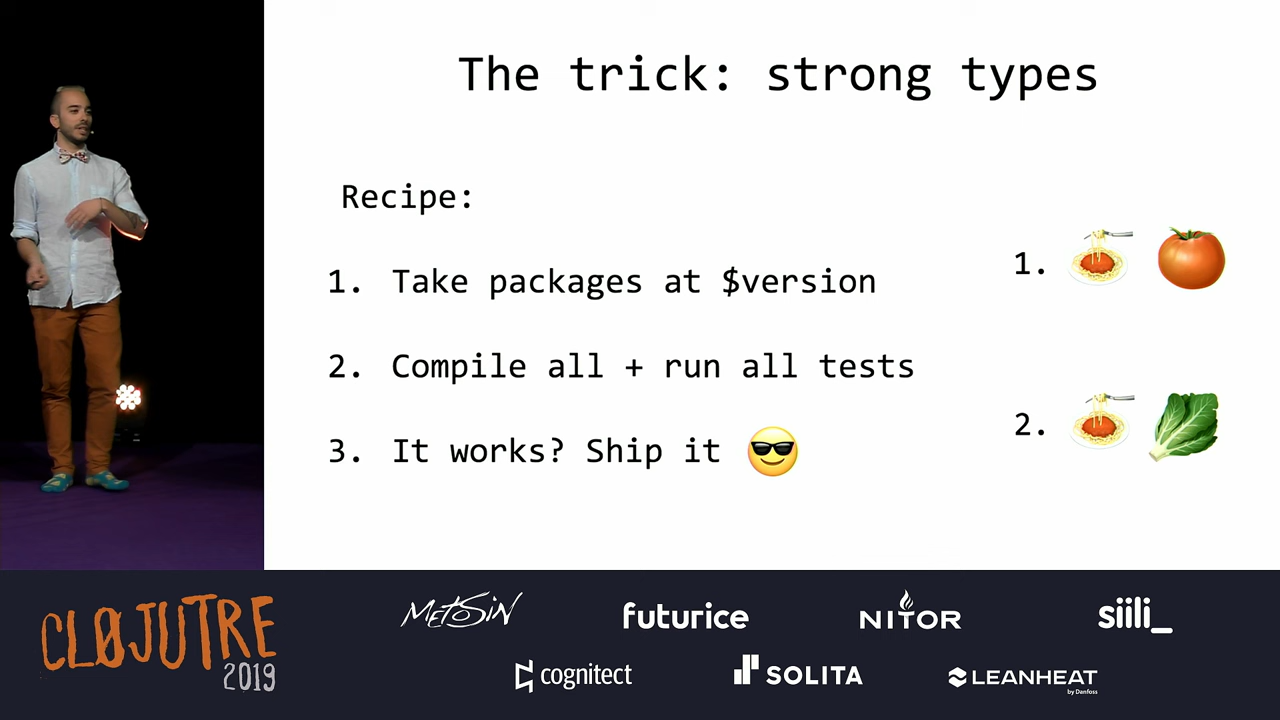 The trick: strong types
Recipe:
1. Take packages at $version
2. Compile all + run all tests
3. It works? Ship it 😎
1. 🍝 🍅
2. 🍝 🥬
CLØJUTRE
2019
METOSIN
futurice
NITOR
siili_
cognitect
SOLITA
LEANHEAT
by Danfoss